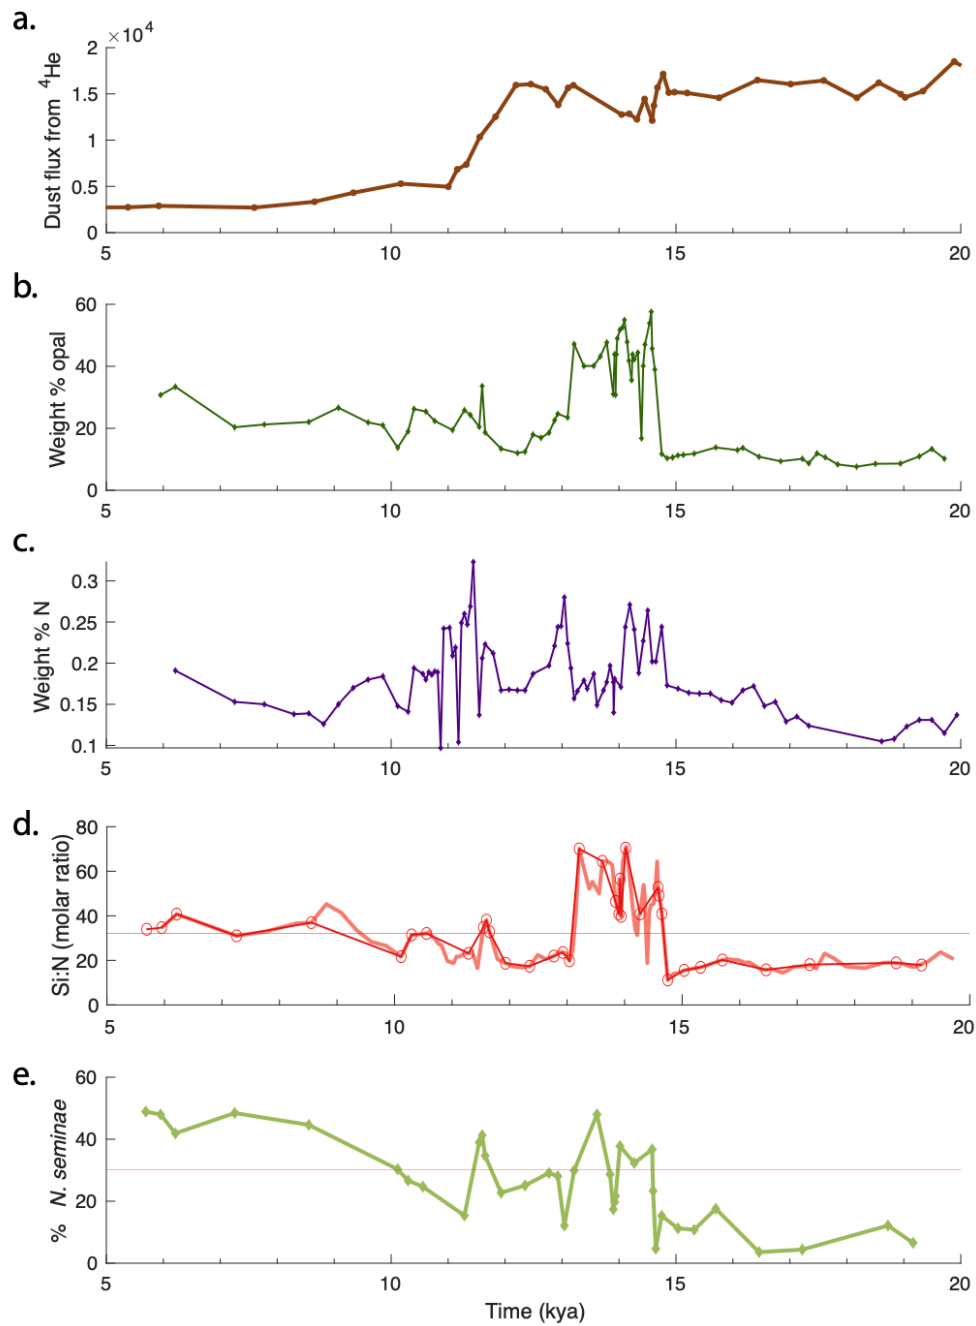 a.
×10⁴
Dust flux from ⁴He
2
1.5
1
0.5
0
5 10 15 20
b.
Weight % opal
60
40
20
0
5 10 15 20
c.
Weight % N
0.3
0.25
0.2
0.15
0.1
5 10 15 20
d.
Si:N (molar ratio)
80
60
40
20
0
5 10 15 20
e.
% N. seminae
60
40
20
0
5 10 15 20
Time (kya)